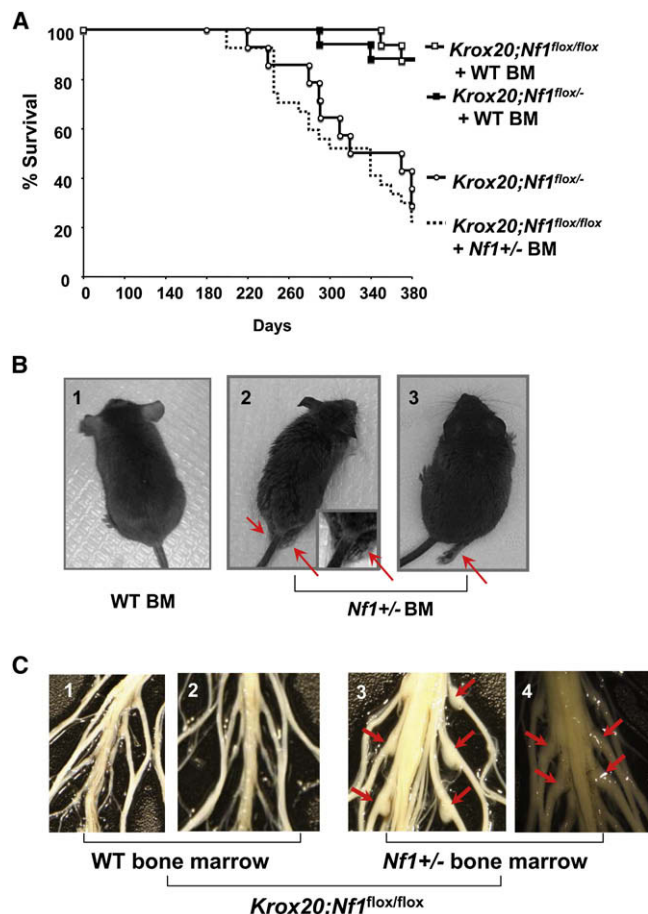 A
% Survival
100
80
60
40
20
0
0 100 140 180 220 260 300 340 380
Days
Krox20;Nf1flox/flox
+ WT BM
Krox20;Nf1flox/-
+ WT BM
Krox20;Nf1flox/-
Krox20;Nf1flox/flox
+ Nf1+/- BM
B
1 2 3
WT BM
Nf1+/- BM
C
1 2 3 4
WT bone marrow Nf1+/- bone marrow
Krox20;Nf1flox/flox